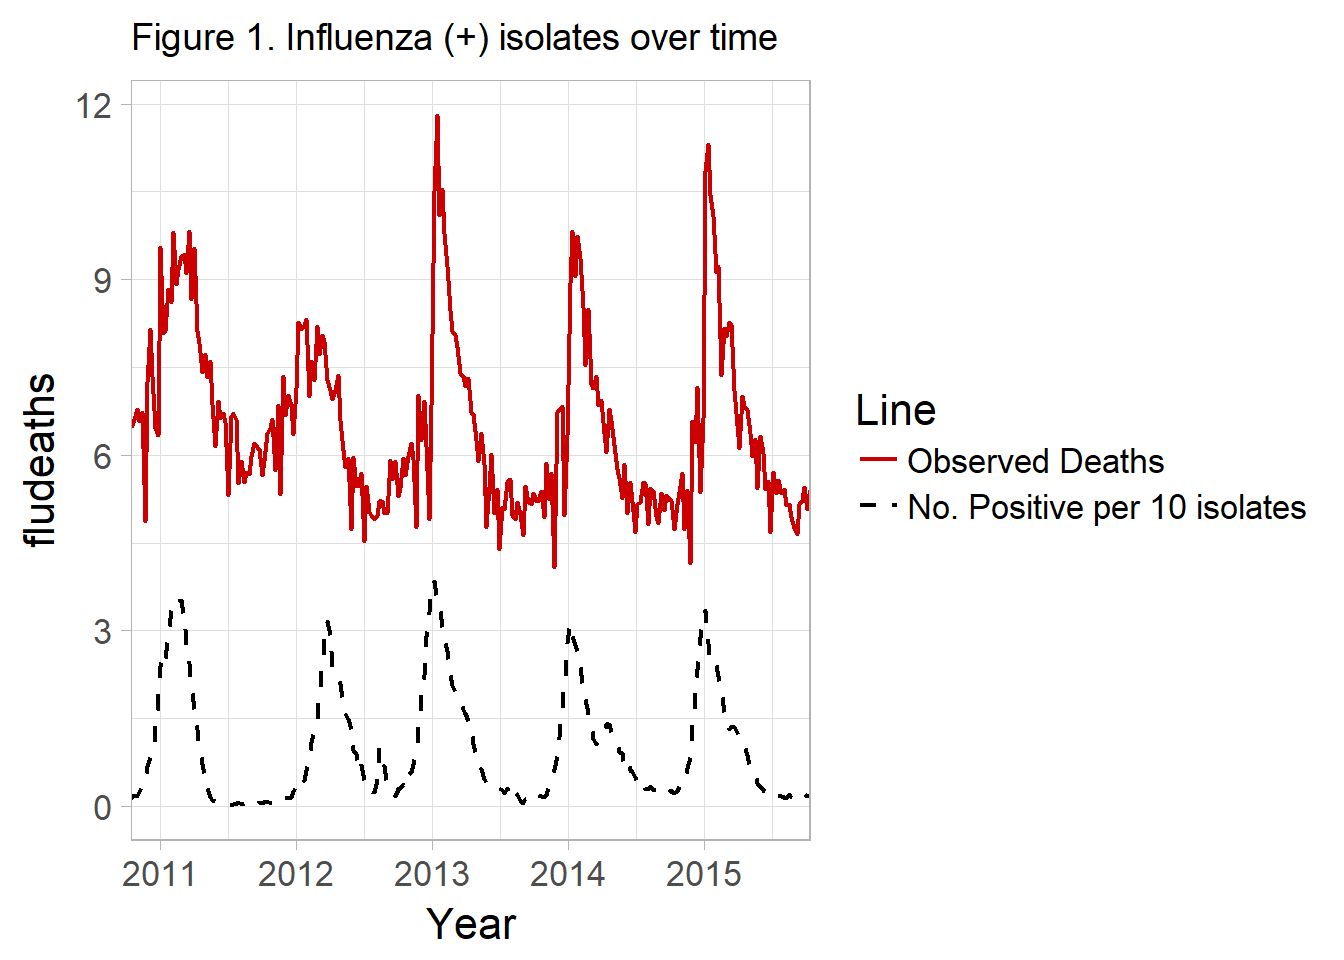 Figure 1. Influenza (+) isolates over time
12
9
6
3
0
fludeaths
2011 2012 2013 2014 2015
Year
Line
Observed Deaths
No. Positive per 10 isolates